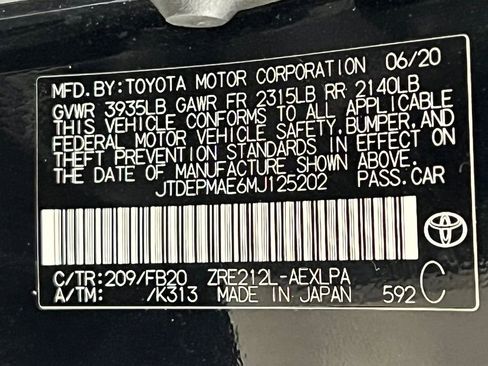 MFD. BY: TOYOTA MOTOR CORPORATION 06/20
GVWR 3935LB GAWR FR 2315LB RR 2140LB
THIS VEHICLE CONFORMS TO ALL APPLICABLE
FEDERAL MOTOR VEHICLE SAFETY, BUMPER, AND
THEFT PREVENTION STANDARDS IN EFFECT ON
THE DATE OF MANUFACTURE SHOWN ABOVE.
JTDEPMAE6MJ125202 PASS. CAR
C/TR: 209/FB20 ZRE212L-AEXLPA
A/TM: /K313 MADE IN JAPAN 592 C